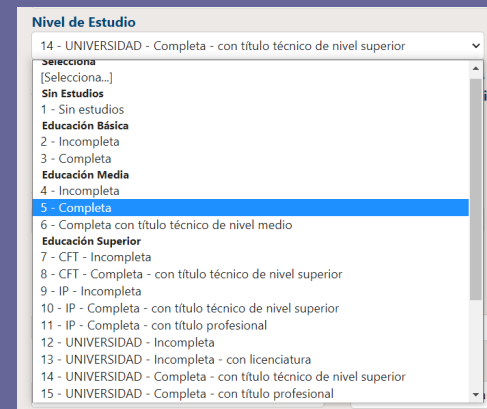 Nivel de Estudio
14 - UNIVERSIDAD - Completa - con título técnico de nivel superior
Selecciona
[Selecciona...]
Sin Estudios
1 - Sin estudios
Educación Básica
2 - Incompleta
3 - Completa
Educación Media
4 - Incompleta
5 - Completa
6 - Completa con título técnico de nivel medio
Educación Superior
7 - CFT - Incompleta
8 - CFT - Completa - con título técnico de nivel superior
9 - IP - Incompleta
10 - IP - Completa - con título técnico de nivel superior
11 - IP - Completa - con título profesional
12 - UNIVERSIDAD - Incompleta
13 - UNIVERSIDAD - Incompleta - con licenciatura
14 - UNIVERSIDAD - Completa - con título técnico de nivel superior
15 - UNIVERSIDAD - Completa - con título profesional